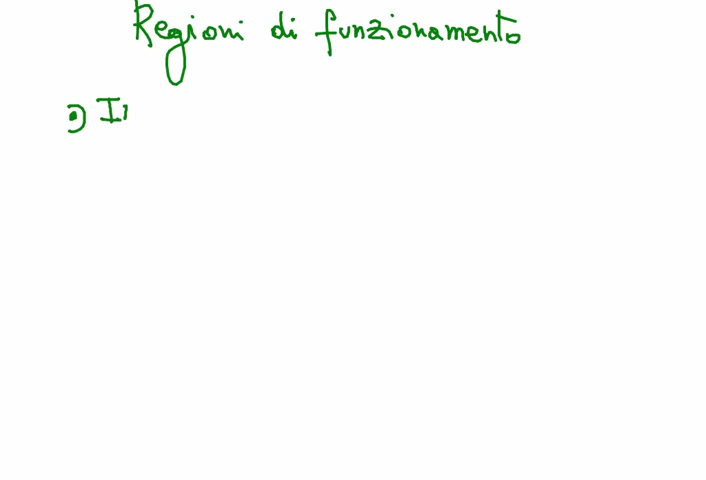 Regioni di funzionamento
•) I